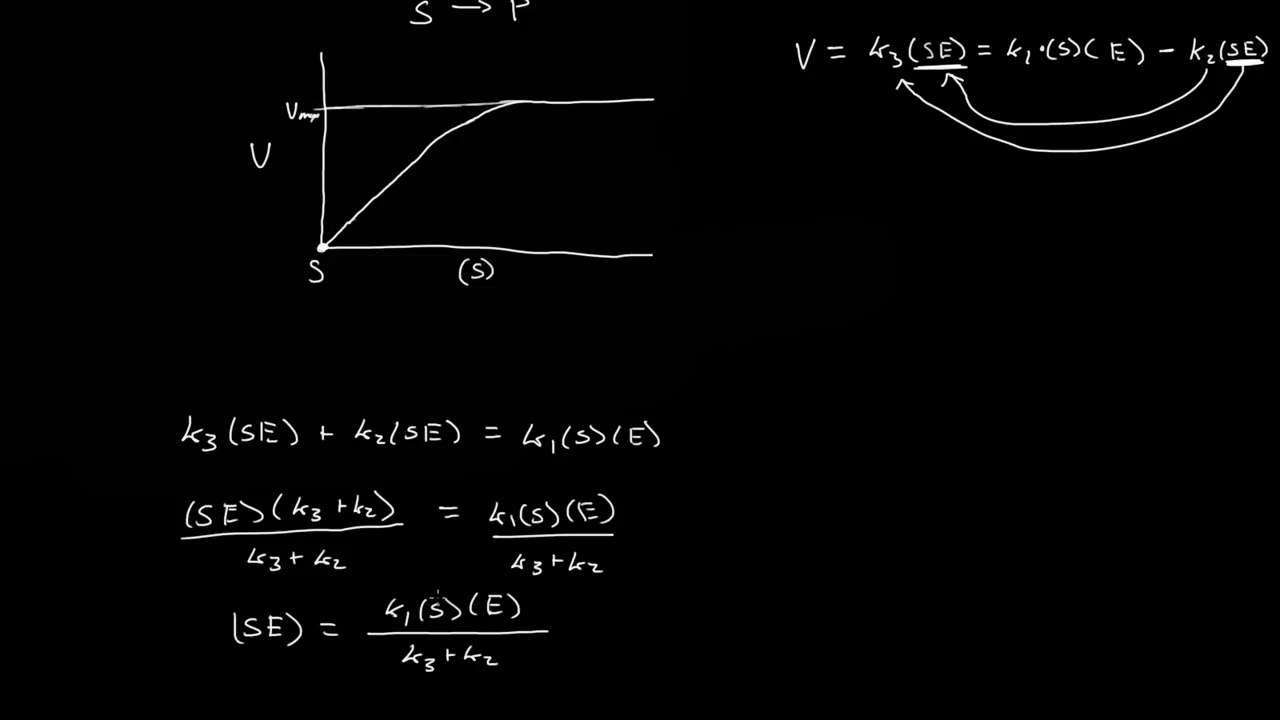 S → P
V = k₃(SE) = k₁·(S)(E) − k₂(SE)
Vmax
V
S
(S)
k₃(SE) + k₂(SE) = k₁(S)(E)
(SE)(k₃+k₂) = k₁(S)(E)
k₃+k₂ k₃+k₂
(SE) = k₁(S)(E)
k₃+k₂